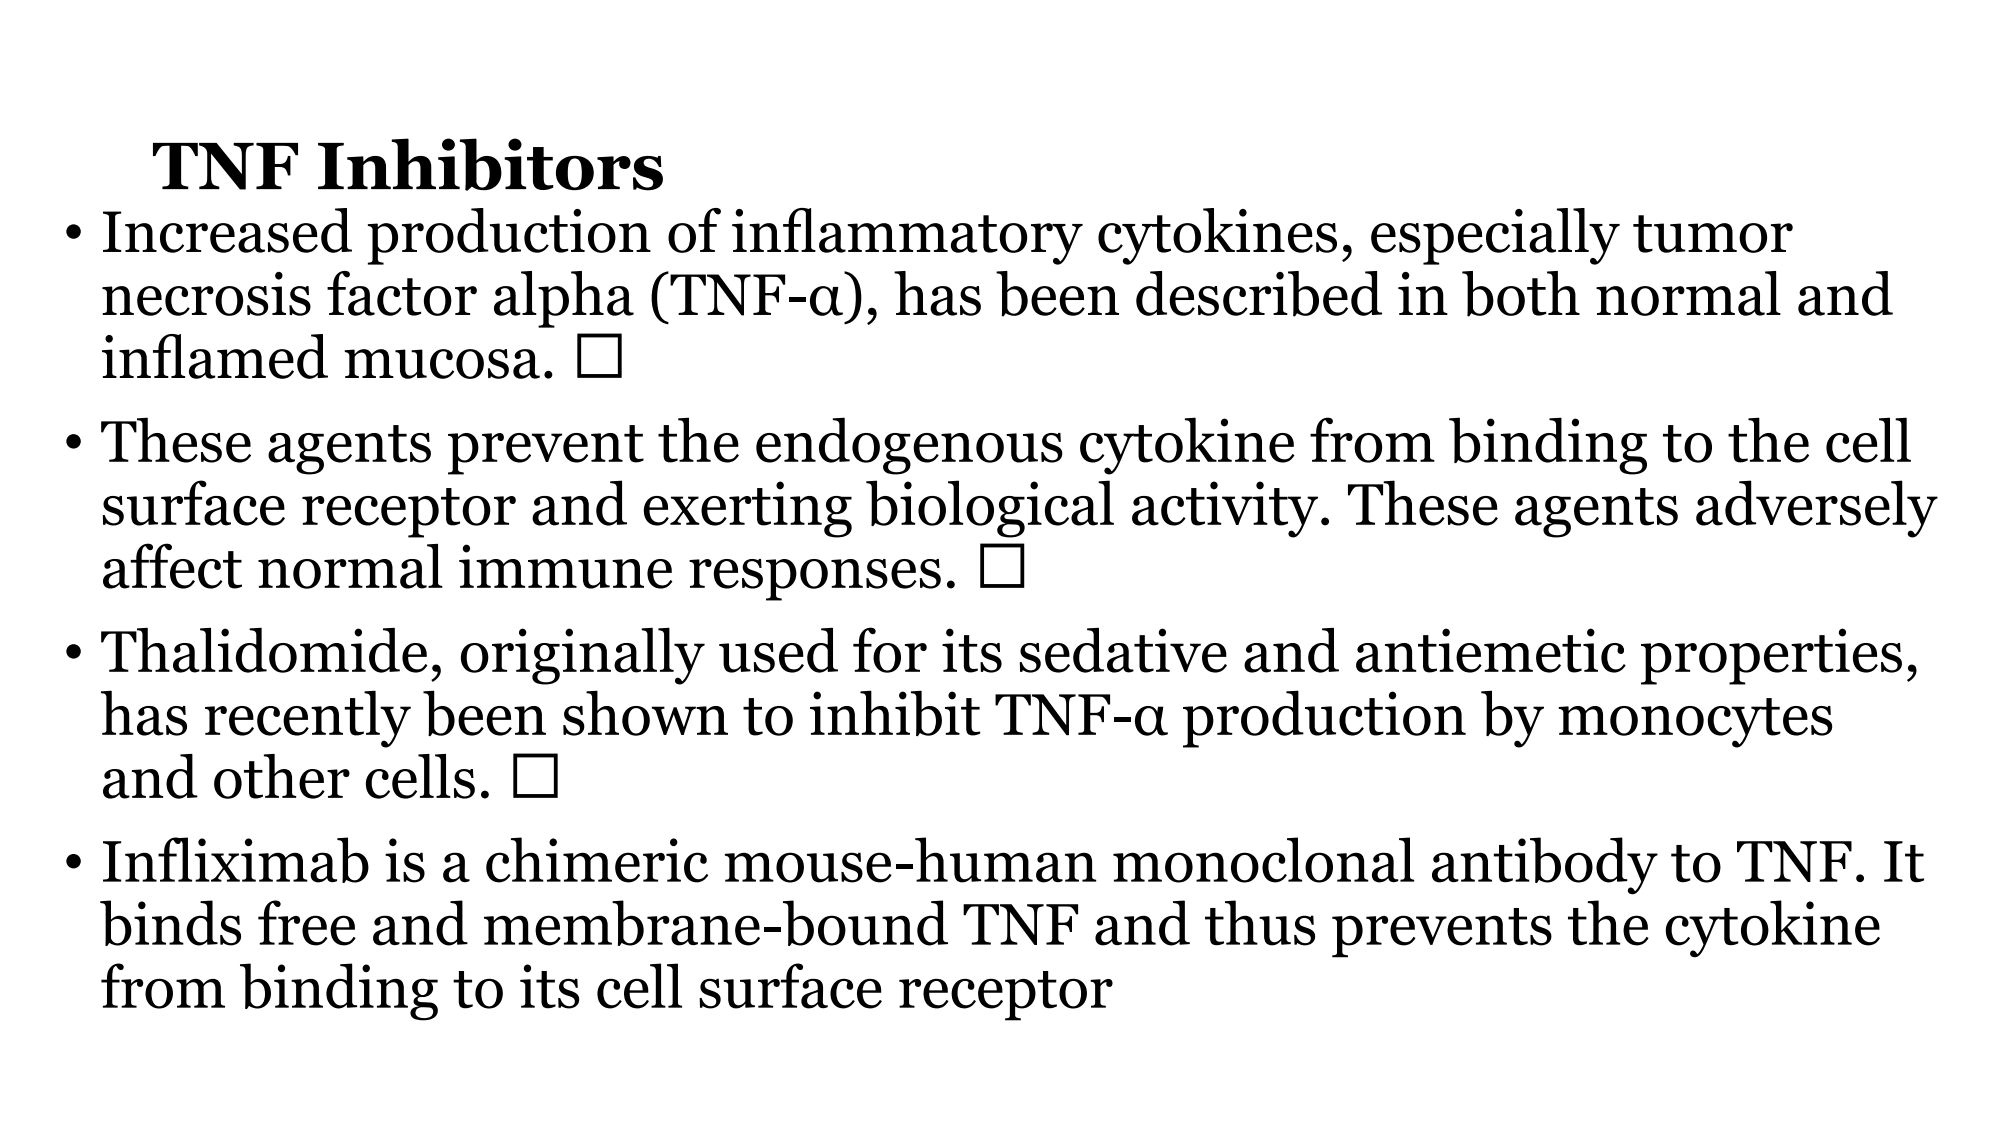 TNF Inhibitors
• Increased production of inflammatory cytokines, especially tumor
necrosis factor alpha (TNF-α), has been described in both normal and
inflamed mucosa. □
• These agents prevent the endogenous cytokine from binding to the cell
surface receptor and exerting biological activity. These agents adversely
affect normal immune responses. □
• Thalidomide, originally used for its sedative and antiemetic properties,
has recently been shown to inhibit TNF-α production by monocytes
and other cells. □
• Infliximab is a chimeric mouse-human monoclonal antibody to TNF. It
binds free and membrane-bound TNF and thus prevents the cytokine
from binding to its cell surface receptor